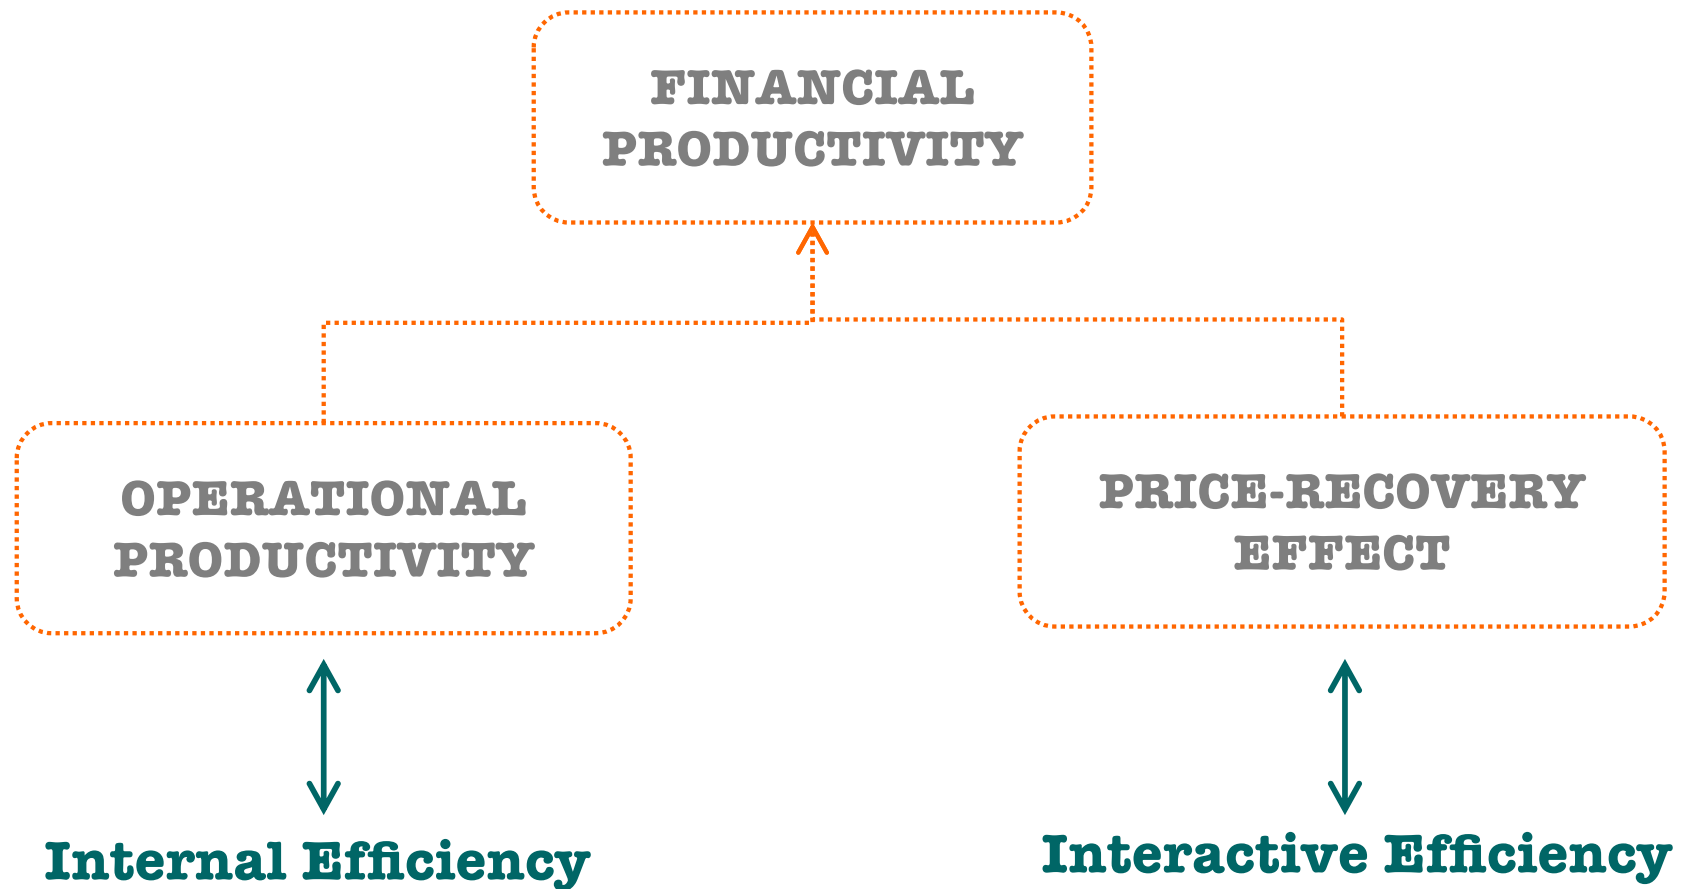 FINANCIAL
PRODUCTIVITY
OPERATIONAL
PRODUCTIVITY
PRICE-RECOVERY
EFFECT
Internal Efficiency
Interactive Efficiency